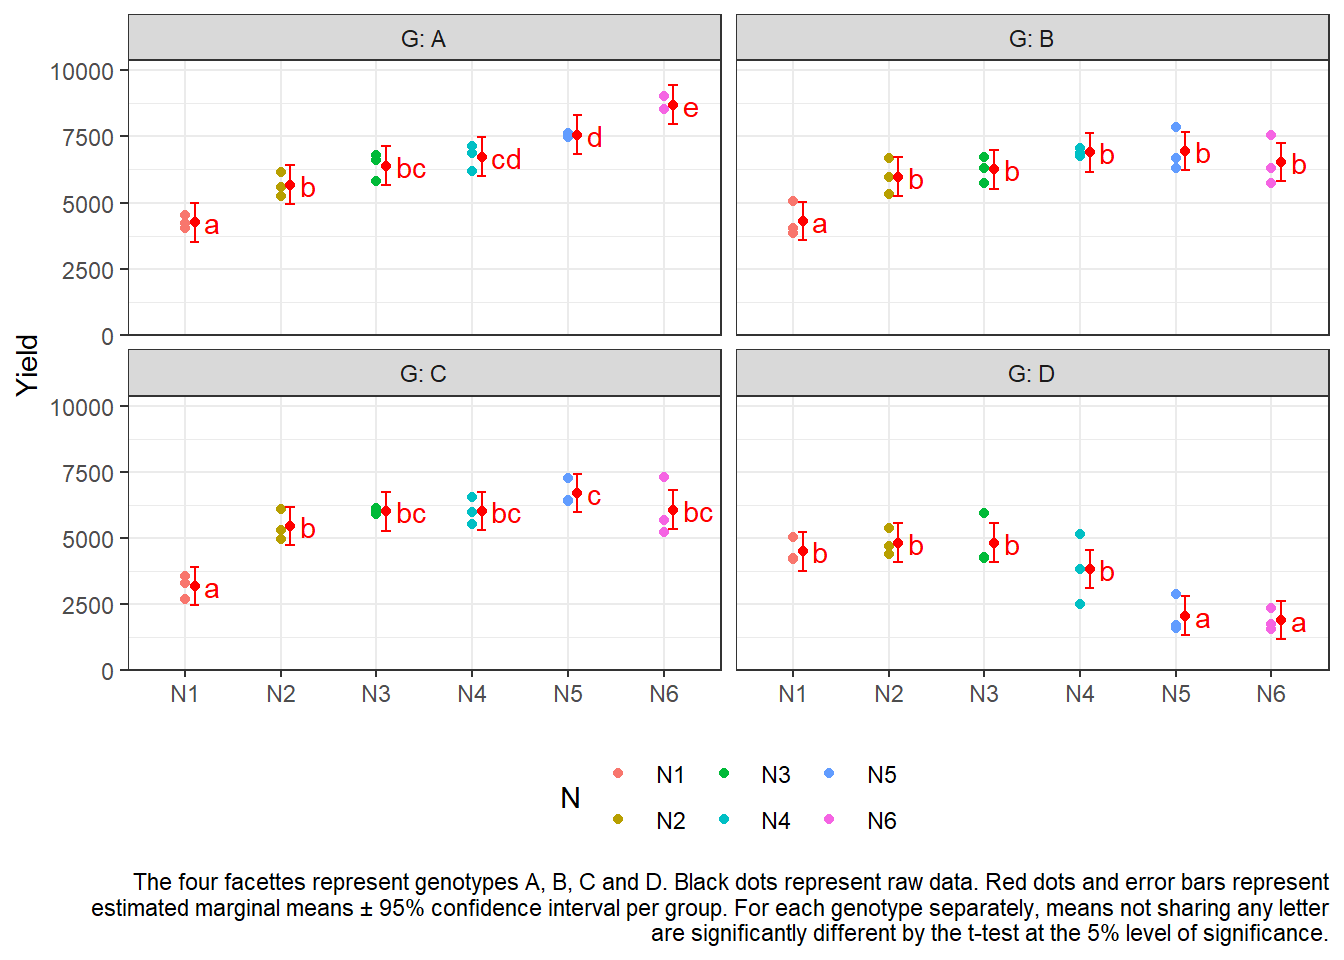 G: A
G: B
10000
7500
5000
2500
0
a
b
bc
cd
d
e
a
b
b
b
b
b
Yield
G: C
G: D
10000
7500
5000
2500
0
a
b
bc
bc
c
bc
b
b
b
b
a
a
N1 N2 N3 N4 N5 N6
N1 N2 N3 N4 N5 N6
N
N1 N3 N5
N2 N4 N6
The four facettes represent genotypes A, B, C and D. Black dots represent raw data. Red dots and error bars represent
estimated marginal means ± 95% confidence interval per group. For each genotype separately, means not sharing any letter
are significantly different by the t-test at the 5% level of significance.